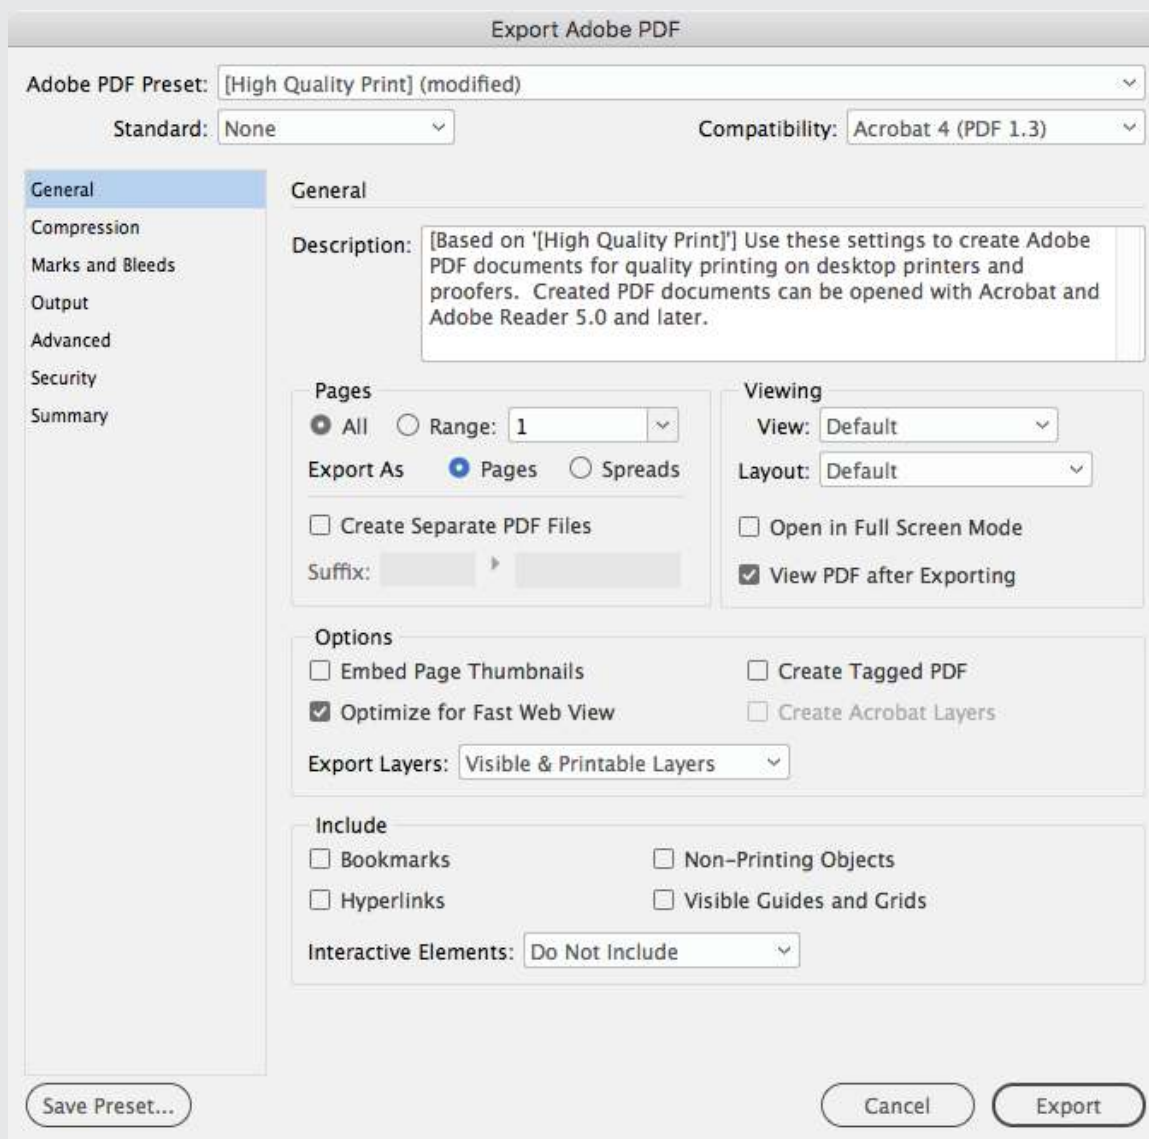 Export Adobe PDF
Adobe PDF Preset: [High Quality Print] (modified)
Standard: None Compatibility: Acrobat 4 (PDF 1.3)
General
Compression
Marks and Bleeds
Output
Advanced
Security
Summary
General
Description: [Based on '[High Quality Print]'] Use these settings to create Adobe
PDF documents for quality printing on desktop printers and
proofers. Created PDF documents can be opened with Acrobat and
Adobe Reader 5.0 and later.
Pages
All Range: 1
Export As Pages Spreads
Create Separate PDF Files
Suffix:
Viewing
View: Default
Layout: Default
Open in Full Screen Mode
View PDF after Exporting
Options
Embed Page Thumbnails Create Tagged PDF
Optimize for Fast Web View Create Acrobat Layers
Export Layers: Visible & Printable Layers
Include
Bookmarks Non-Printing Objects
Hyperlinks Visible Guides and Grids
Interactive Elements: Do Not Include
Save Preset... Cancel Export